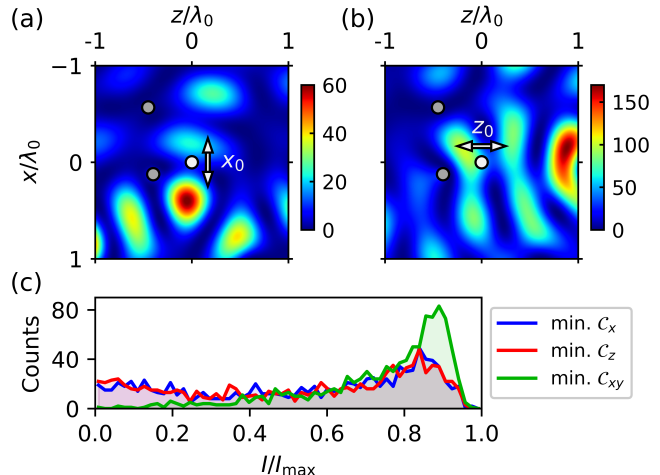 (a)
z/λ₀
-1
0
1
−1
0
1
x/λ₀
x₀
60
40
20
0
(b)
z/λ₀
-1
0
1
z₀
150
100
50
0
(c)
80
40
0
Counts
0.0
0.2
0.4
0.6
0.8
1.0
I/Iₘₐₓ
min. 𝒞ₓ
min. 𝒞_z
min. 𝒞_xy